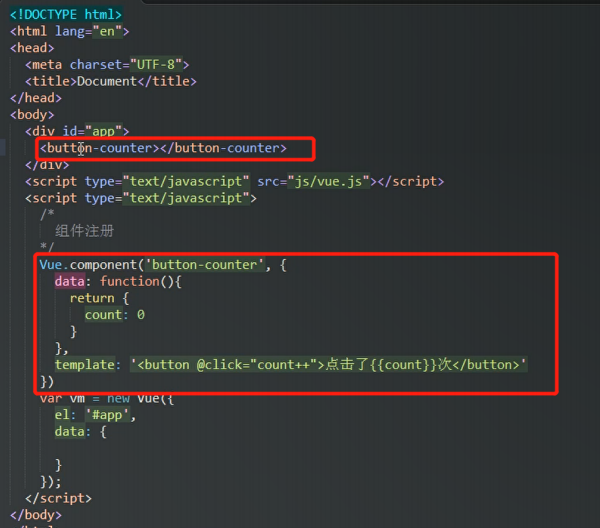 <!DOCTYPE html>
<html lang="en">
<head>
<meta charset="UTF-8">
<title>Document</title>
</head>
<body>
<div id="app">
<button-counter></button-counter>
</div>
<script type="text/javascript" src="js/vue.js"></script>
<script type="text/javascript">
/*
组件注册
*/
Vue.component('button-counter', {
data: function(){
return {
count: 0
}
},
template: '<button @click="count++">点击了{{count}}次</button>'
})
var vm = new Vue({
el: '#app',
data: {
}
});
</script>
</body>